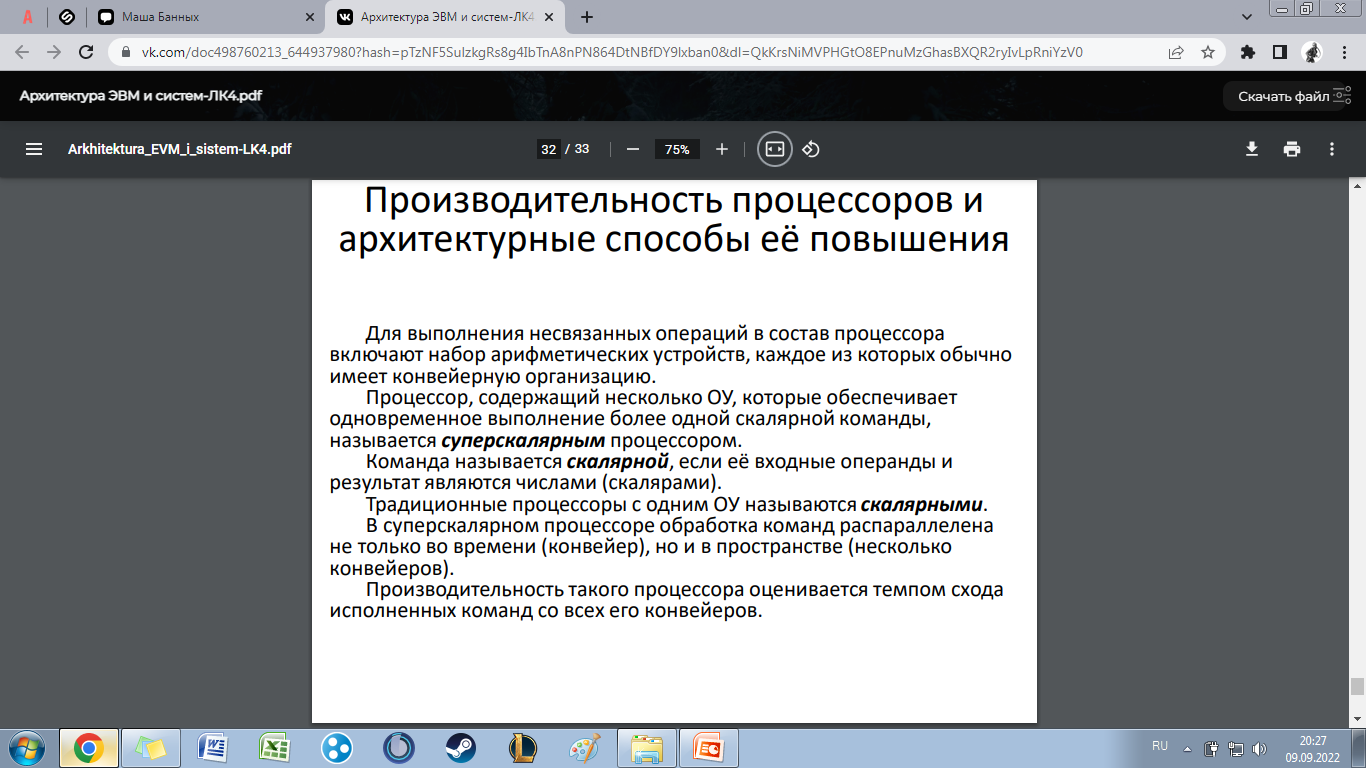 Маша Банных
Архитектура ЭВМ и систем-ЛК4
vk.com/doc498760213_644937980?hash=pTzNF5SulzkgRs8g4IbTnA8nPN864DtNBfDY9lxban0&dl=QkKrsNiMVPHGtO8EPnuMzGhasBXQR2ryIvLpRniYzV0
Архитектура ЭВМ и систем-ЛК4.pdf
Скачать файл
Arkhitektura_EVM_i_sistem-LK4.pdf
32 / 33
75%
Производительность процессоров и
архитектурные способы её повышения
Для выполнения несвязанных операций в состав процессора
включают набор арифметических устройств, каждое из которых обычно
имеет конвейерную организацию.
Процессор, содержащий несколько ОУ, которые обеспечивает
одновременное выполнение более одной скалярной команды,
называется суперскалярным процессором.
Команда называется скалярной, если её входные операнды и
результат являются числами (скалярами).
Традиционные процессоры с одним ОУ называются скалярными.
В суперскалярном процессоре обработка команд распараллелена
не только во времени (конвейер), но и в пространстве (несколько
конвейеров).
Производительность такого процессора оценивается темпом схода
исполненных команд со всех его конвейеров.
RU
20:27
09.09.2022